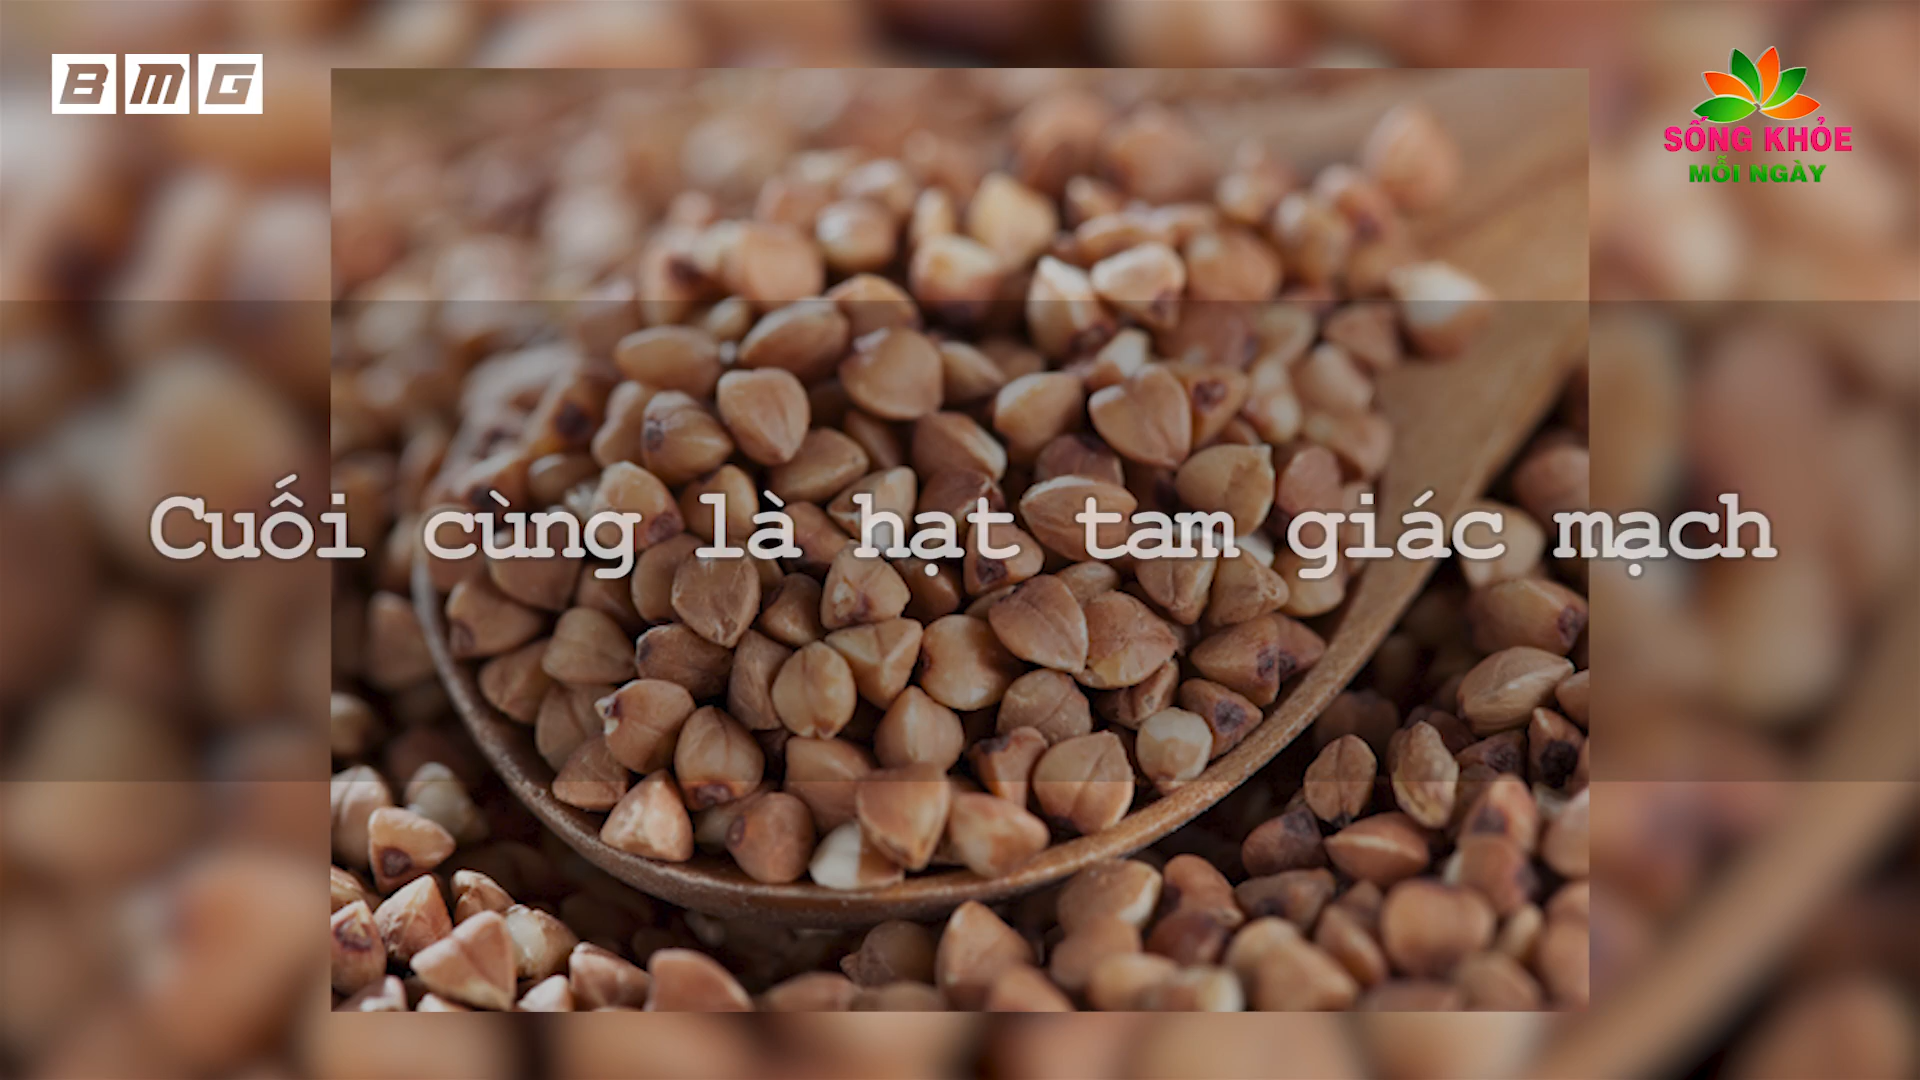 BMG
SỐNG KHỎE
MỖI NGÀY
Cuối cùng là hạt tam giác mạch